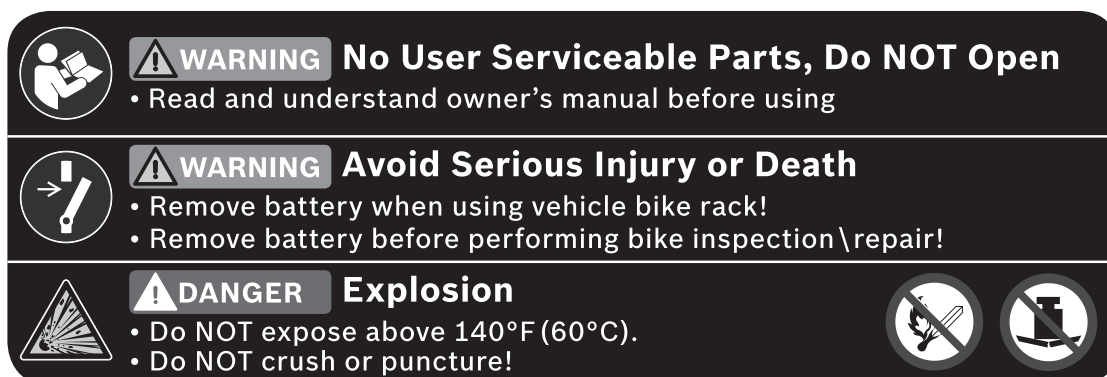 WARNING No User Serviceable Parts, Do NOT Open
• Read and understand owner’s manual before using
WARNING Avoid Serious Injury or Death
• Remove battery when using vehicle bike rack!
• Remove battery before performing bike inspection\repair!
DANGER Explosion
• Do NOT expose above 140°F (60°C).
• Do NOT crush or puncture!